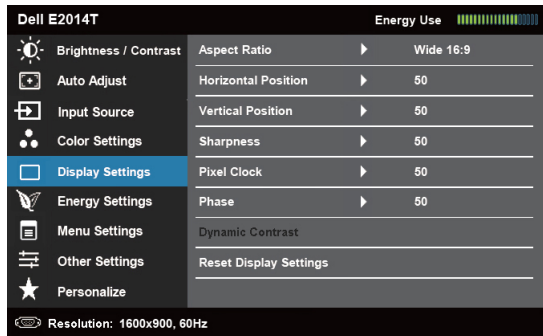 Dell E2014T Energy Use
Brightness / Contrast Aspect Ratio Wide 16:9
Auto Adjust Horizontal Position 50
Input Source Vertical Position 50
Color Settings Sharpness 50
Display Settings Pixel Clock 50
Energy Settings Phase 50
Menu Settings Dynamic Contrast
Other Settings Reset Display Settings
Personalize
Resolution: 1600x900, 60Hz